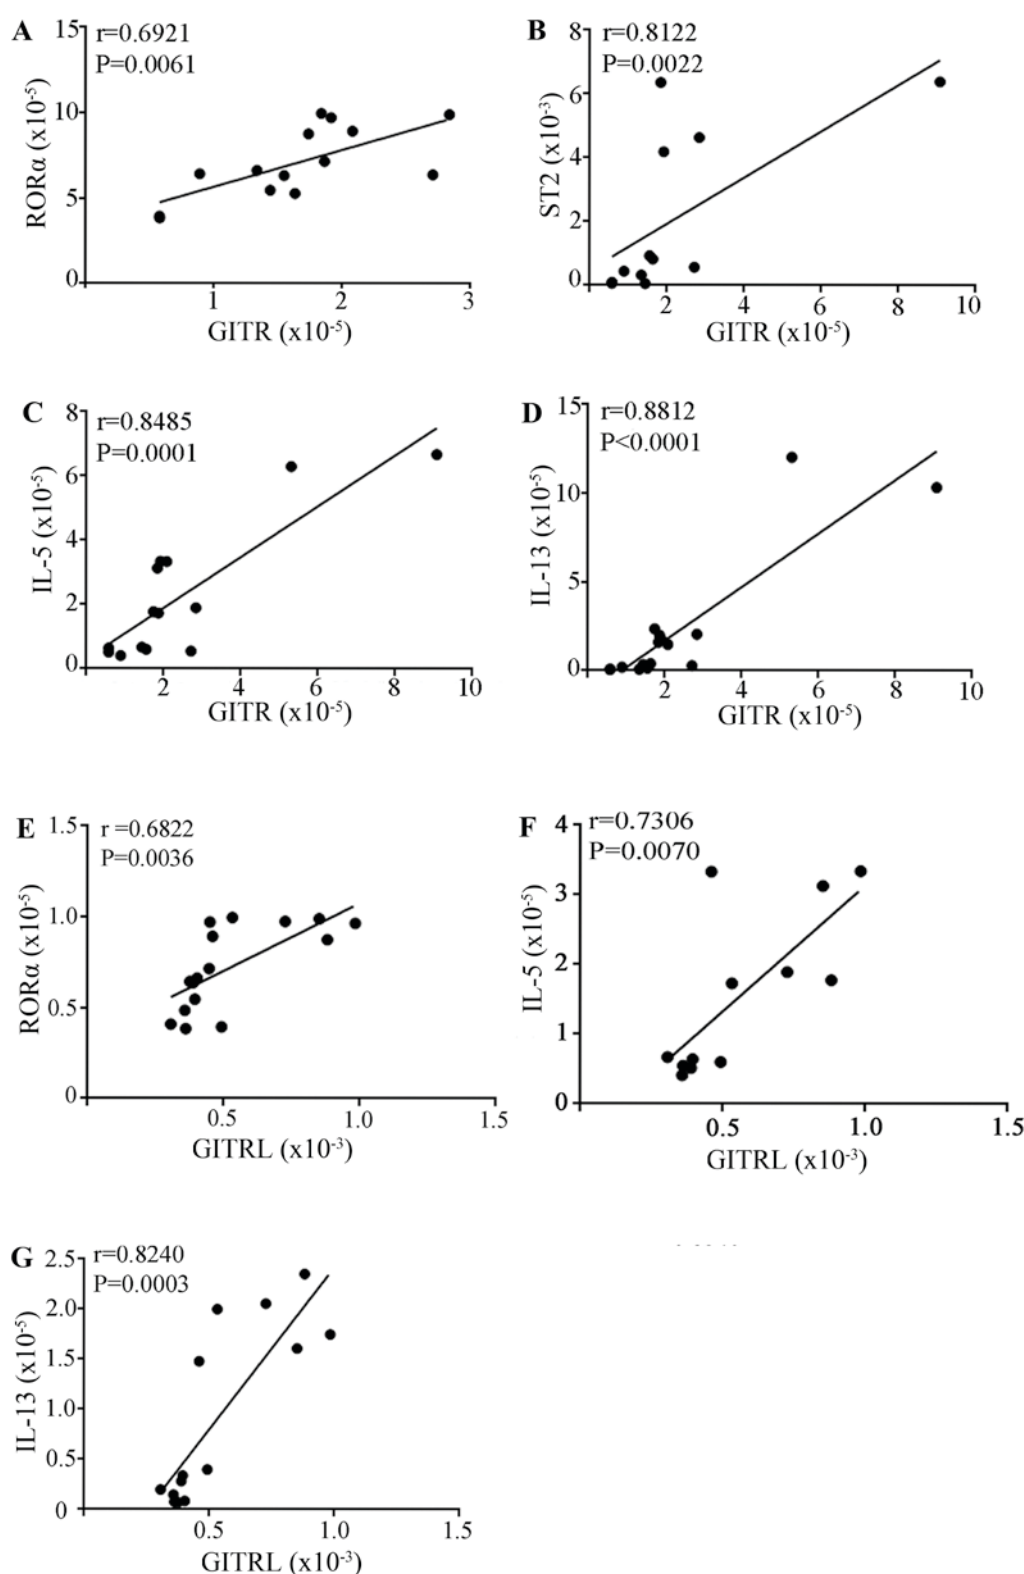 A
r=0.6921
P=0.0061
15
10
5
0
RORα (x10⁻⁵)
1 2 3
GITR (x10⁻⁵)
B
r=0.8122
P=0.0022
8
6
4
2
0
ST2 (x10⁻³)
2 4 6 8 10
GITR (x10⁻⁵)
C
r=0.8485
P=0.0001
8
6
4
2
0
IL-5 (x10⁻⁵)
2 4 6 8 10
GITR (x10⁻⁵)
D
r=0.8812
P<0.0001
15
10
5
0
IL-13 (x10⁻⁵)
2 4 6 8 10
GITR (x10⁻⁵)
E
r =0.6822
P=0.0036
1.5
1.0
0.5
0
RORα (x10⁻⁵)
0.5 1.0 1.5
GITRL (x10⁻³)
F
r=0.7306
P=0.0070
4
3
2
1
0
IL-5 (x10⁻⁵)
0.5 1.0 1.5
GITRL (x10⁻³)
G
r=0.8240
P=0.0003
2.5
2.0
1.5
1.0
0.5
0
IL-13 (x10⁻⁵)
0.5 1.0 1.5
GITRL (x10⁻³)